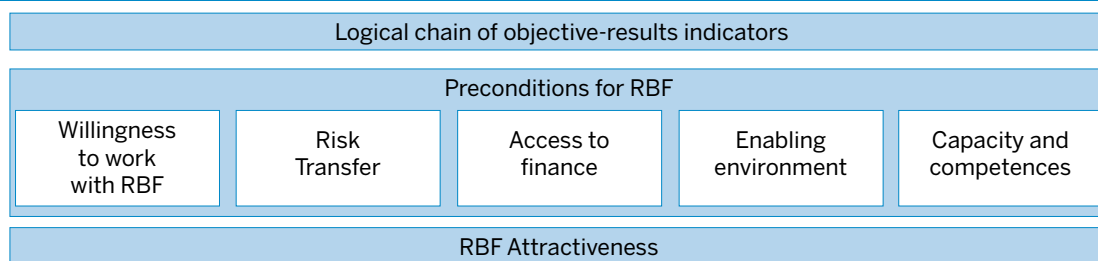 Logical chain of objective-results indicators
Preconditions for RBF
Willingness
to work
with RBF
Risk
Transfer
Access to
finance
Enabling
environment
Capacity and
competences
RBF Attractiveness